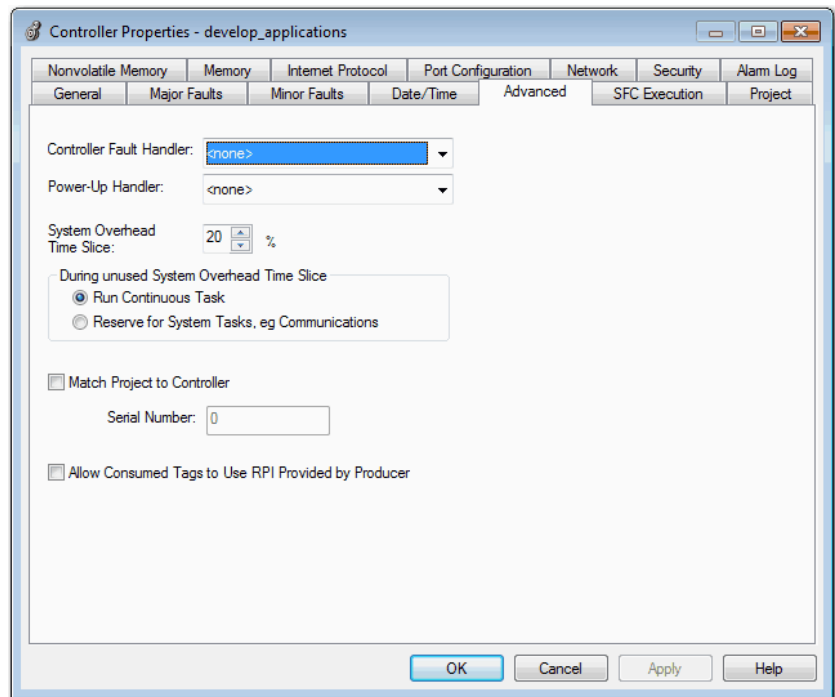 Controller Properties - develop_applications
Nonvolatile Memory Memory Internet Protocol Port Configuration Network Security Alarm Log
General Major Faults Minor Faults Date/Time Advanced SFC Execution Project
Controller Fault Handler: <none>
Power-Up Handler: <none>
System Overhead
Time Slice: 20 %
During unused System Overhead Time Slice
Run Continuous Task
Reserve for System Tasks, eg Communications
Match Project to Controller
Serial Number: 0
Allow Consumed Tags to Use RPI Provided by Producer
OK Cancel Apply Help